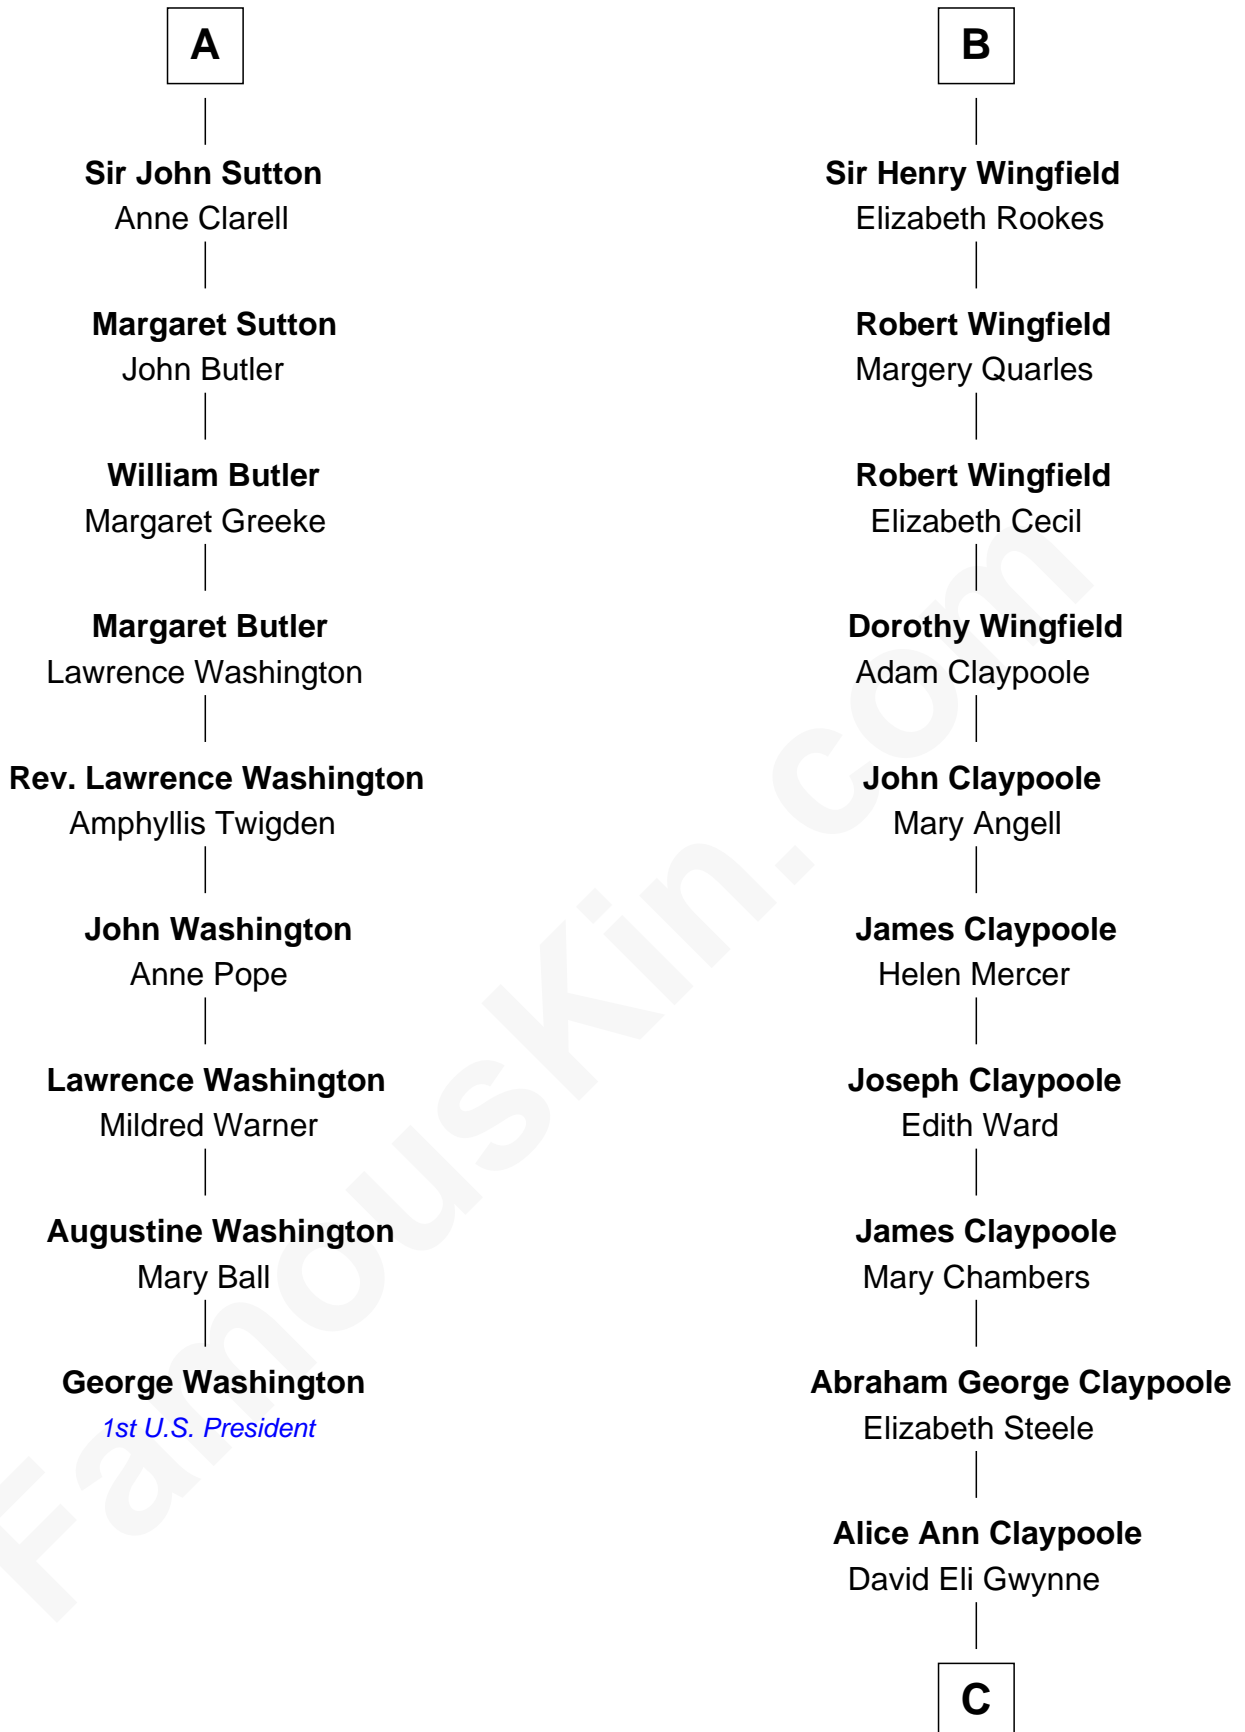 A
Sir John Sutton
Anne Clarell
Margaret Sutton
John Butler
William Butler
Margaret Greeke
Margaret Butler
Lawrence Washington
Rev. Lawrence Washington
Amphyllis Twigden
John Washington
Anne Pope
Lawrence Washington
Mildred Warner
Augustine Washington
Mary Ball
George Washington
1st U.S. President
B
Sir Henry Wingfield
Elizabeth Rookes
Robert Wingfield
Margery Quarles
Robert Wingfield
Elizabeth Cecil
Dorothy Wingfield
Adam Claypoole
John Claypoole
Mary Angell
James Claypoole
Helen Mercer
Joseph Claypoole
Edith Ward
James Claypoole
Mary Chambers
Abraham George Claypoole
Elizabeth Steele
Alice Ann Claypoole
David Eli Gwynne
C
FamousKin.com